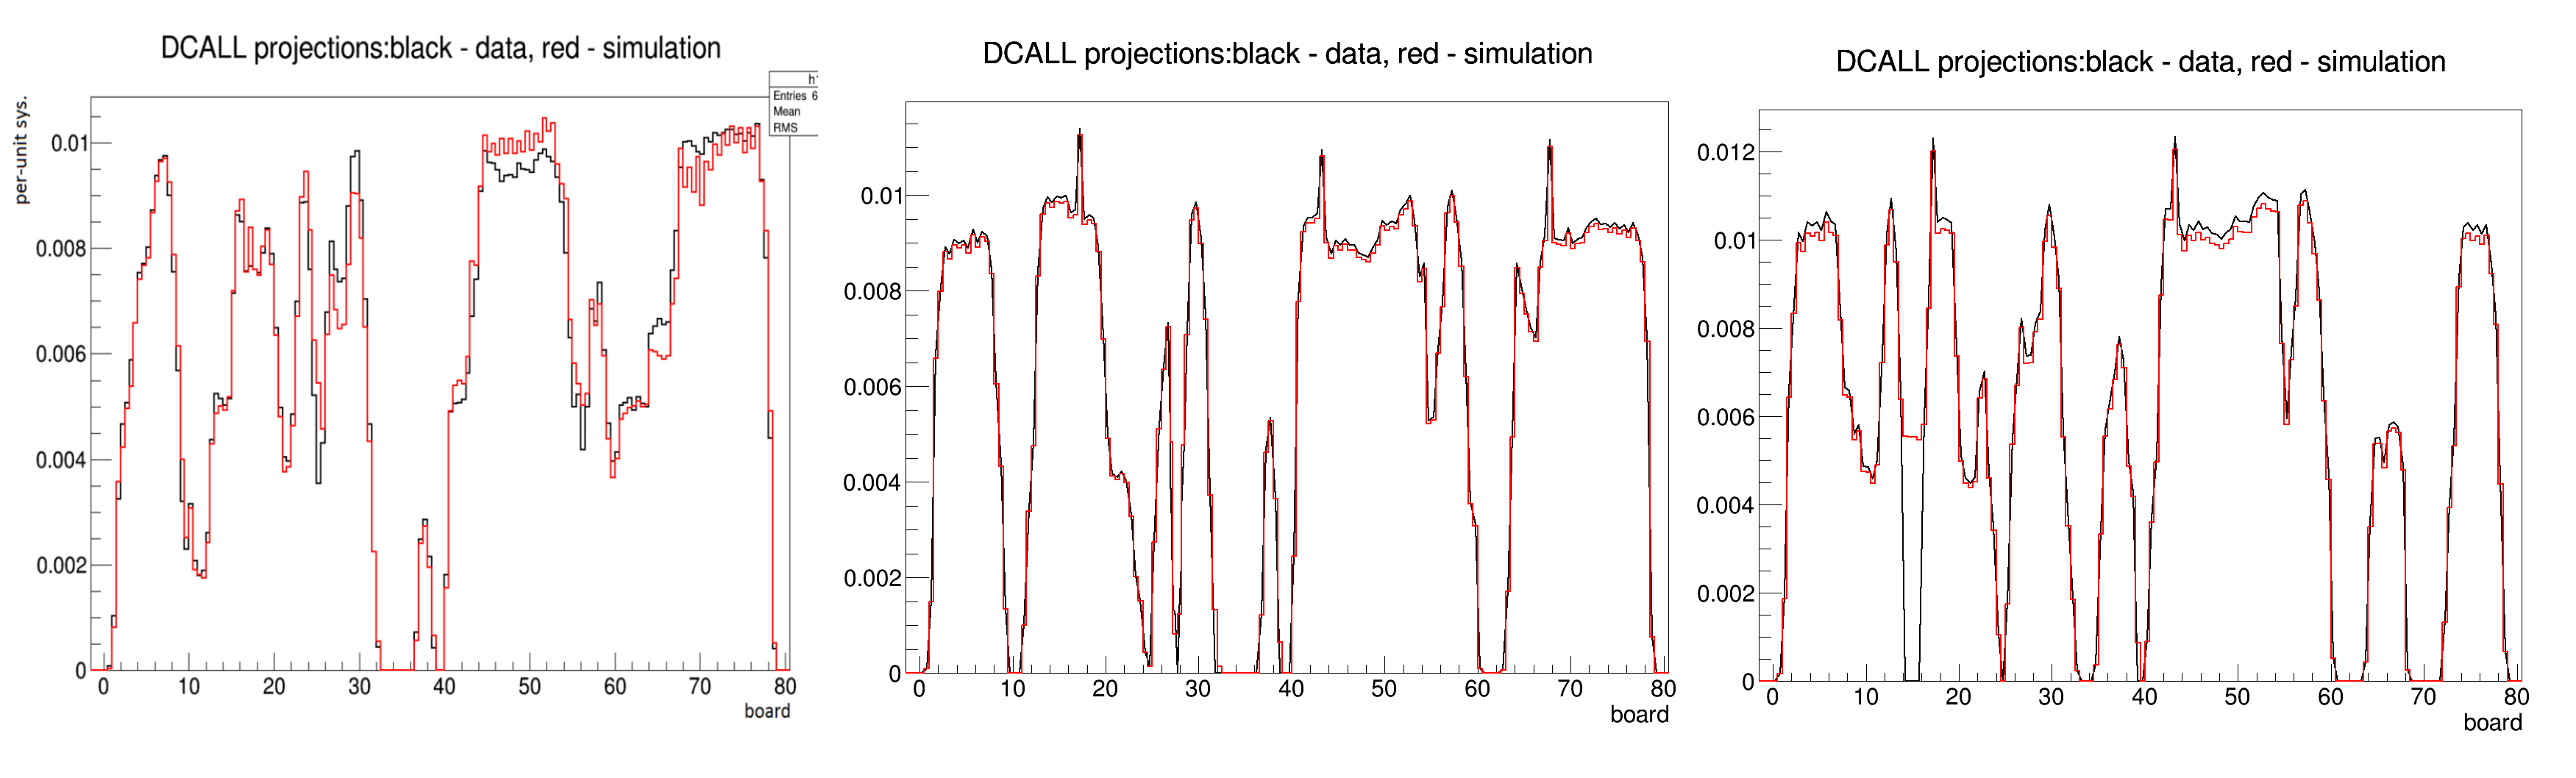 DCALL projections:black - data, red - simulation
h
Entries 6
Mean
RMS
per-unit sys.
0.01
0.008
0.006
0.004
0.002
0
0 10 20 30 40 50 60 70 80
board
DCALL projections:black - data, red - simulation
0.01
0.008
0.006
0.004
0.002
0
0 10 20 30 40 50 60 70 80
board
DCALL projections:black - data, red - simulation
0.012
0.01
0.008
0.006
0.004
0.002
0
0 10 20 30 40 50 60 70 80
board